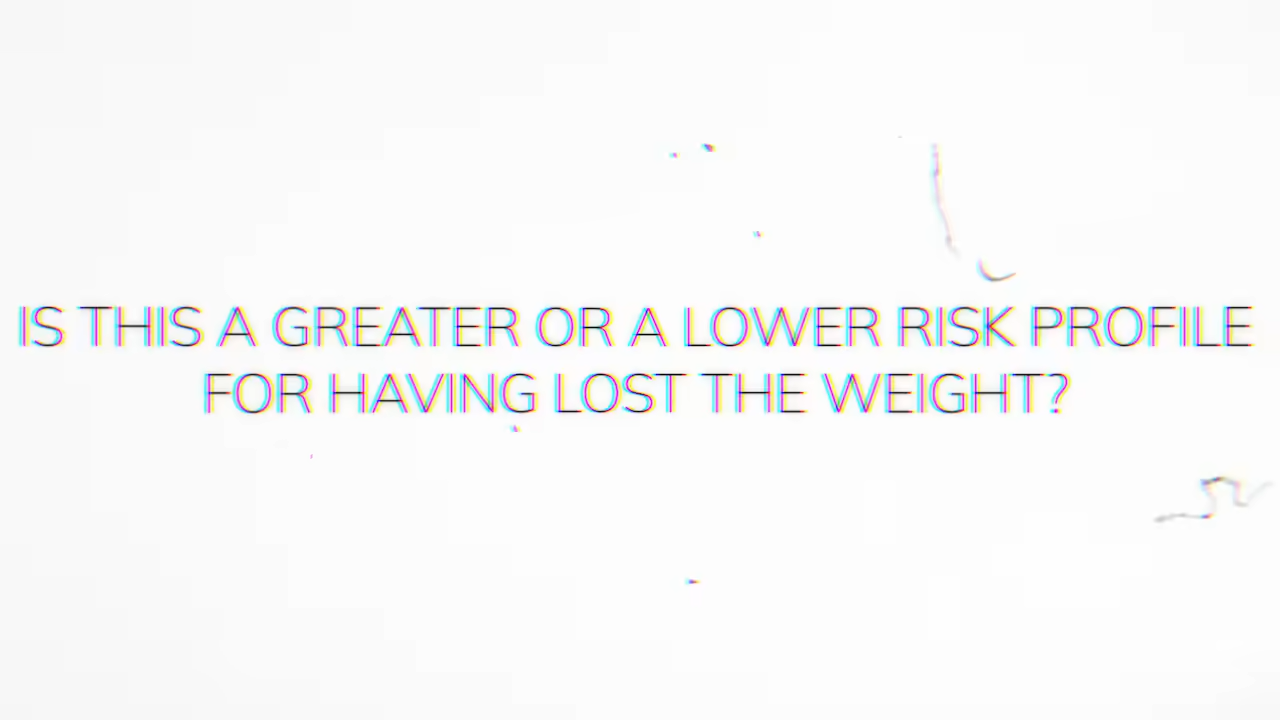 IS THIS A GREATER OR A LOWER RISK PROFILE
FOR HAVING LOST THE WEIGHT?